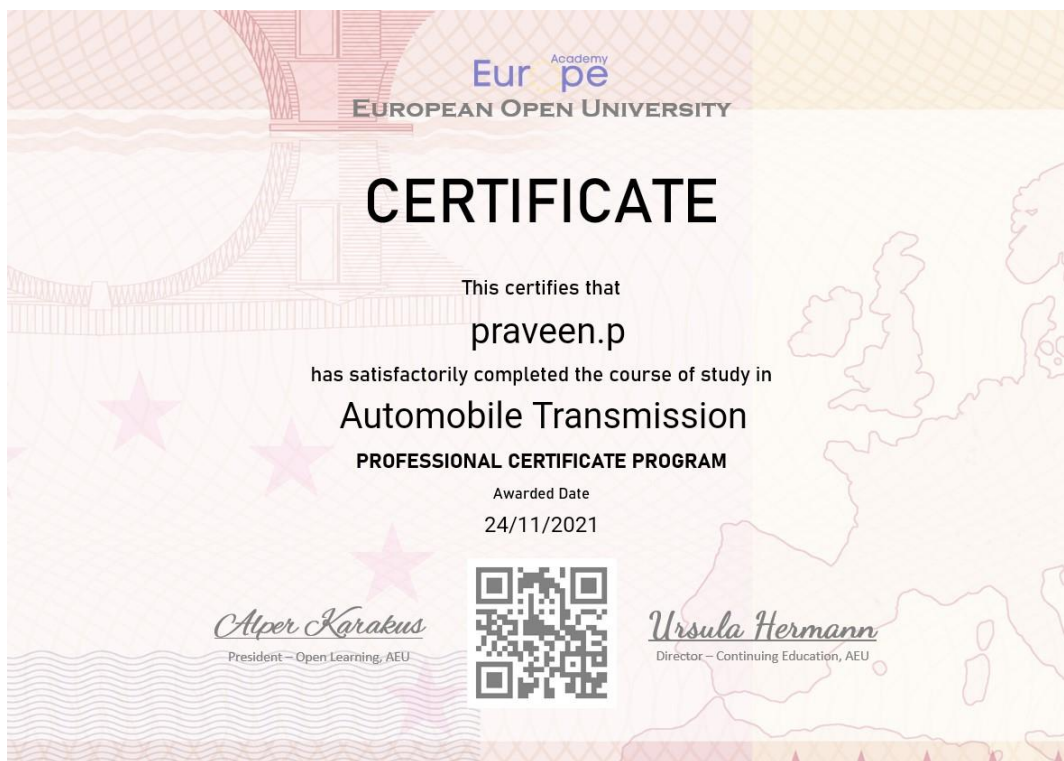 Academy
Eur pe
EUROPEAN OPEN UNIVERSITY
CERTIFICATE
This certifies that
praveen.p
has satisfactorily completed the course of study in
Automobile Transmission
PROFESSIONAL CERTIFICATE PROGRAM
Awarded Date
24/11/2021
Alper Karakus
President – Open Learning, AEU
Ursula Hermann
Director – Continuing Education, AEU